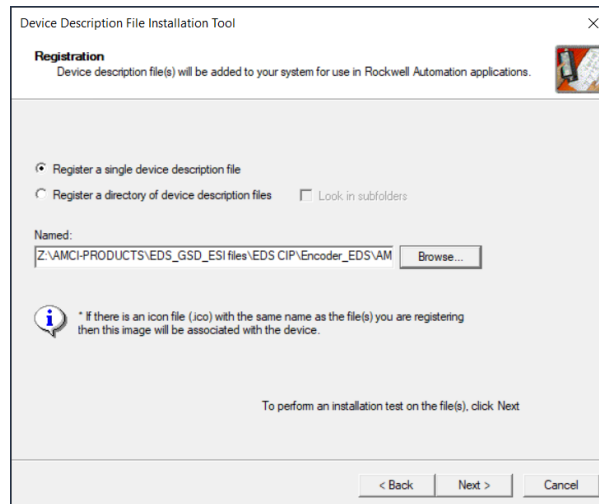 Device Description File Installation Tool
Registration
Device description file(s) will be added to your system for use in Rockwell Automation applications.
Register a single device description file
Register a directory of device description files
Look in subfolders
Named:
Z:\AMCI-PRODUCTS\EDS_GSD_ESI files\EDS CIP\Encoder_EDS\AM
Browse...
* If there is an icon file (.ico) with the same name as the file(s) you are registering
then this image will be associated with the device.
To perform an installation test on the file(s), click Next
< Back
Next >
Cancel